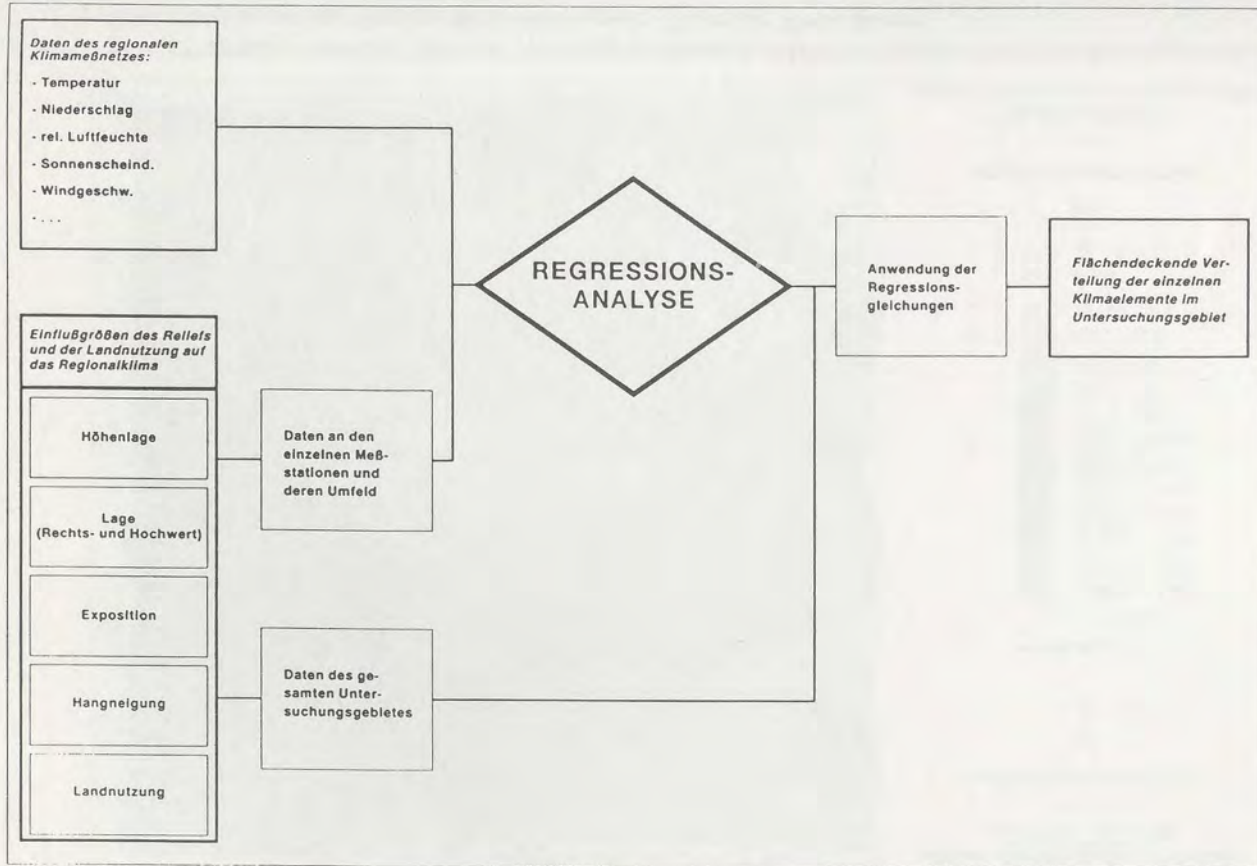 Daten des regionalen
Klimameßnetzes:
- Temperatur
- Niederschlag
- rel. Luftfeuchte
- Sonnenscheind.
- Windgeschw.
- . . .
Einflußgrößen des Reliefs
und der Landnutzung auf
das Regionalklima
Höhenlage
Lage
(Rechts- und Hochwert)
Exposition
Hangneigung
Landnutzung
Daten an den
einzelnen Meß-
stationen und
deren Umfeld
Daten des ge-
samten Unter-
suchungsgebietes
REGRESSIONS-
ANALYSE
Anwendung der
Regressions-
gleichungen
Flächendeckende Ver-
teilung der einzelnen
Klimaelemente im
Untersuchungsgebiet